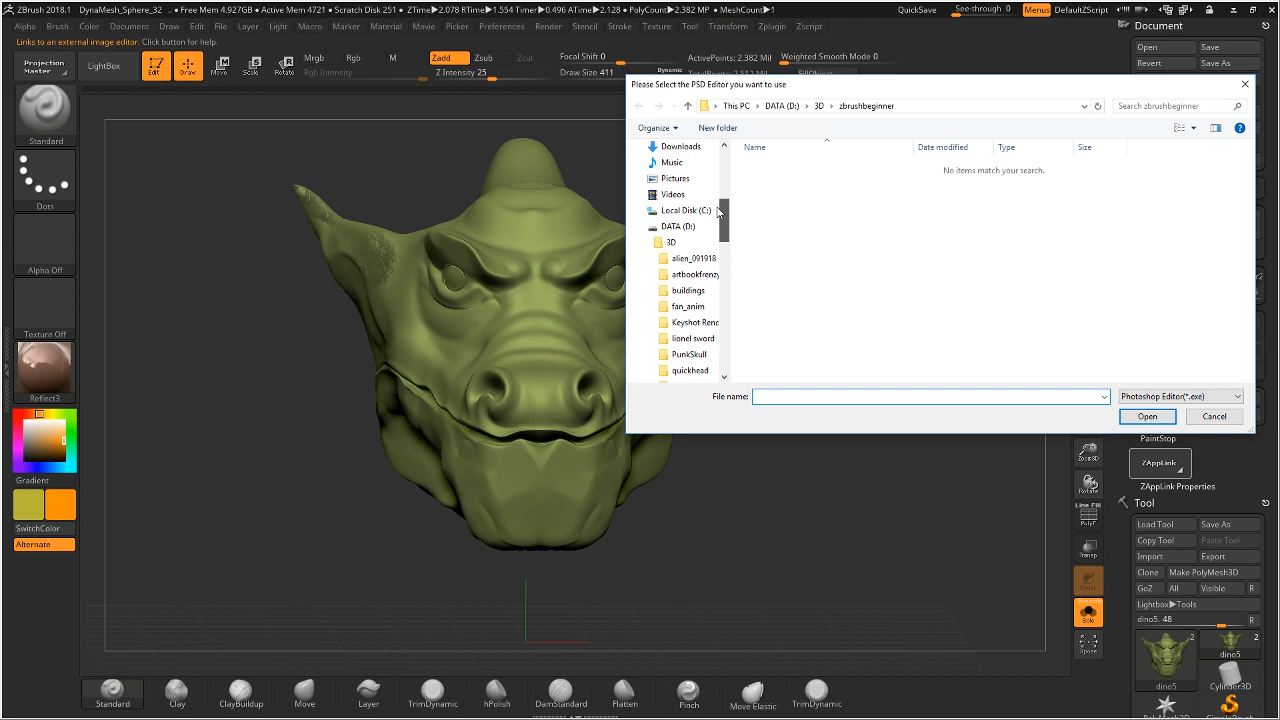 ZBrush 2018.1 DynaMesh_Sphere_32 .. • Free Mem 4.927GB • Active Mem 4721 • Scratch Disk 251 • ZTime▶2.078 RTime▶1.554 Timer▶0.496 ATime▶2.128 • PolyCount▶2.382 MP • MeshCount▶1
QuickSave See-through 0 Menus DefaultZScript
Alpha Brush Color Document Draw Edit File Layer Light Macro Marker Material Movie Picker Preferences Render Stencil Stroke Texture Tool Transform Zplugin Zscript
Document
Links to an external image editor. Click button for help.
Open Save
Revert Save As
Projection Master
LightBox
Edit
Draw
Move
Scale
Rotate
Mrgb Rgb M
Rgb Intensity
Zadd Zsub Zcut
Z Intensity 25
Focal Shift 0
Draw Size 411
Dynamic
ActivePoints: 2.382 Mil
Weighted Smooth Mode 0
Standard
Dots
Alpha Off
Texture Off
Reflect3
Gradient
SwitchColor
Alternate
Please Select the PSD Editor you want to use
This PC DATA (D:) 3D zbrushbeginner
Search zbrushbeginner
Organize New folder
Name Date modified Type Size
No items match your search.
Downloads
Music
Pictures
Videos
Local Disk (C:)
DATA (D:)
3D
alien_091918
artbookfrenzy
buildings
fan_anim
Keyshot Rend
lionel sword
PunkSkull
quickhead
File name: Photoshop Editor(*.exe)
Open Cancel
Zoom3D
Rotate
Line Fill
PolyF
Transp
Ghost
Solo
Xpose
PaintStop
ZAppLink
ZAppLink Properties
Tool
Load Tool Save As
Copy Tool Paste Tool
Import Export
Clone Make PolyMesh3D
GoZ All Visible R
Lightbox▶Tools
dino5. 48 R
2 2
dino5
dino5
Cylinder3D
Standard Clay ClayBuildup Move Layer TrimDynamic hPolish DamStandard Flatten Pinch Move Elastic TrimDynamic